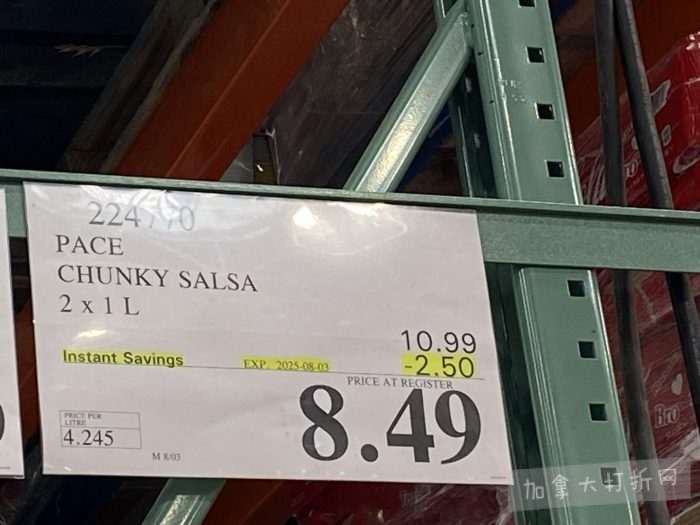 PACE
CHUNKY SALSA
2 x 1 L
10.99
Instant Savings EXP. 2025-08-03 -2.50
PRICE AT REGISTER
8.49
PRICE PER
LITRE
4.245
M 8/03
Bro
加拿大打折网